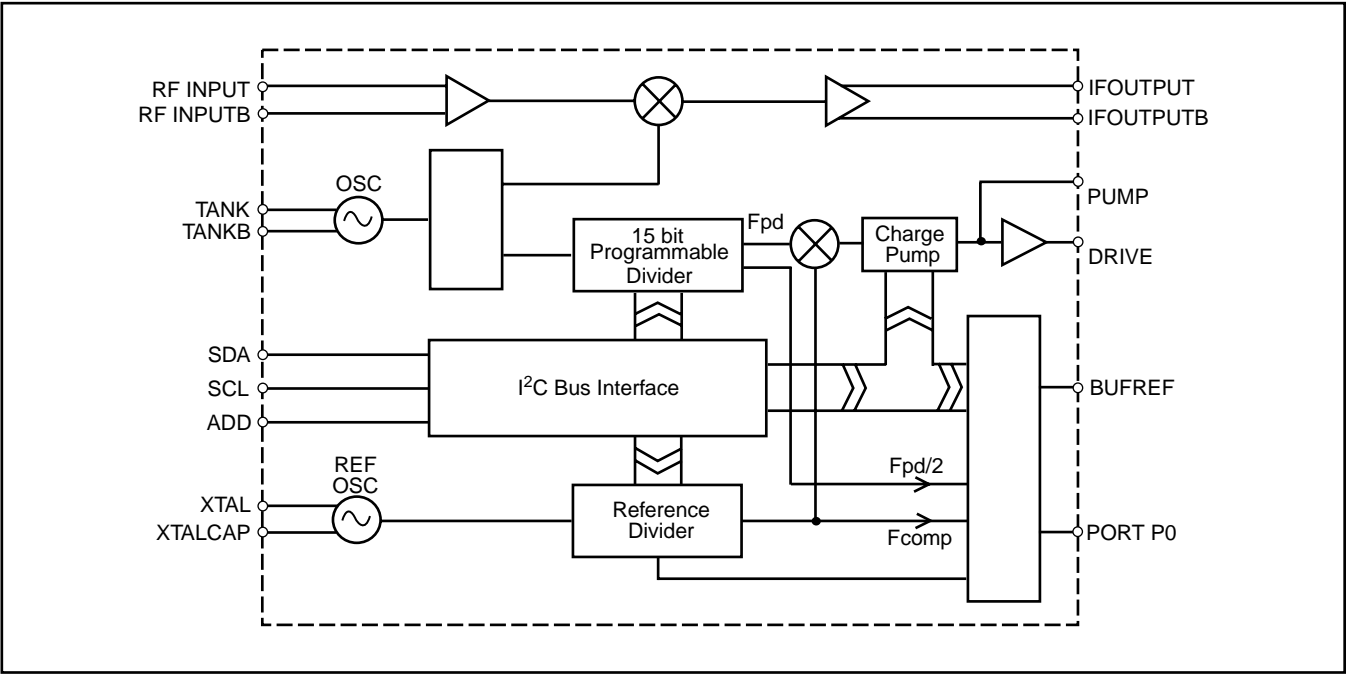 RF INPUT
RF INPUTB
IFOUTPUT
IFOUTPUTB
OSC
TANK
TANKB
PUMP
DRIVE
15 bit
Programmable
Divider
Fpd
Charge
Pump
SDA
SCL
ADD
I²C Bus Interface
BUFREF
REF
OSC
XTAL
XTALCAP
Reference
Divider
Fpd/2
Fcomp
PORT P0